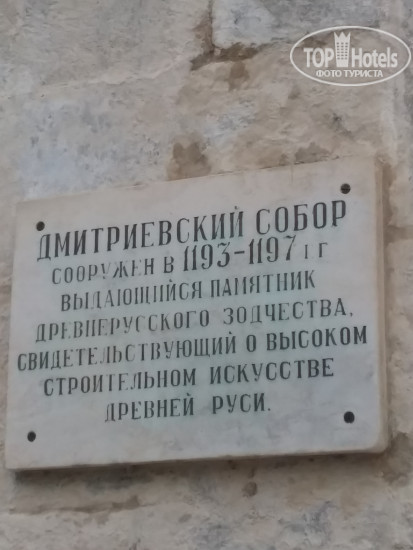 TOP Hotels
ФОТО ТУРИСТА
ДМИТРИЕВСКИЙ СОБОР
СООРУЖЕН В 1193-1197 Г Г
ВЫДАЮЩИЙСЯ ПАМЯТНИК
ДРЕВНЕРУССКОГО ЗОДЧЕСТВА,
СВИДЕТЕЛЬСТВУЮЩИЙ О ВЫСОКОМ
СТРОИТЕЛЬНОМ ИСКУССТВЕ
ДРЕВНЕЙ РУСИ.